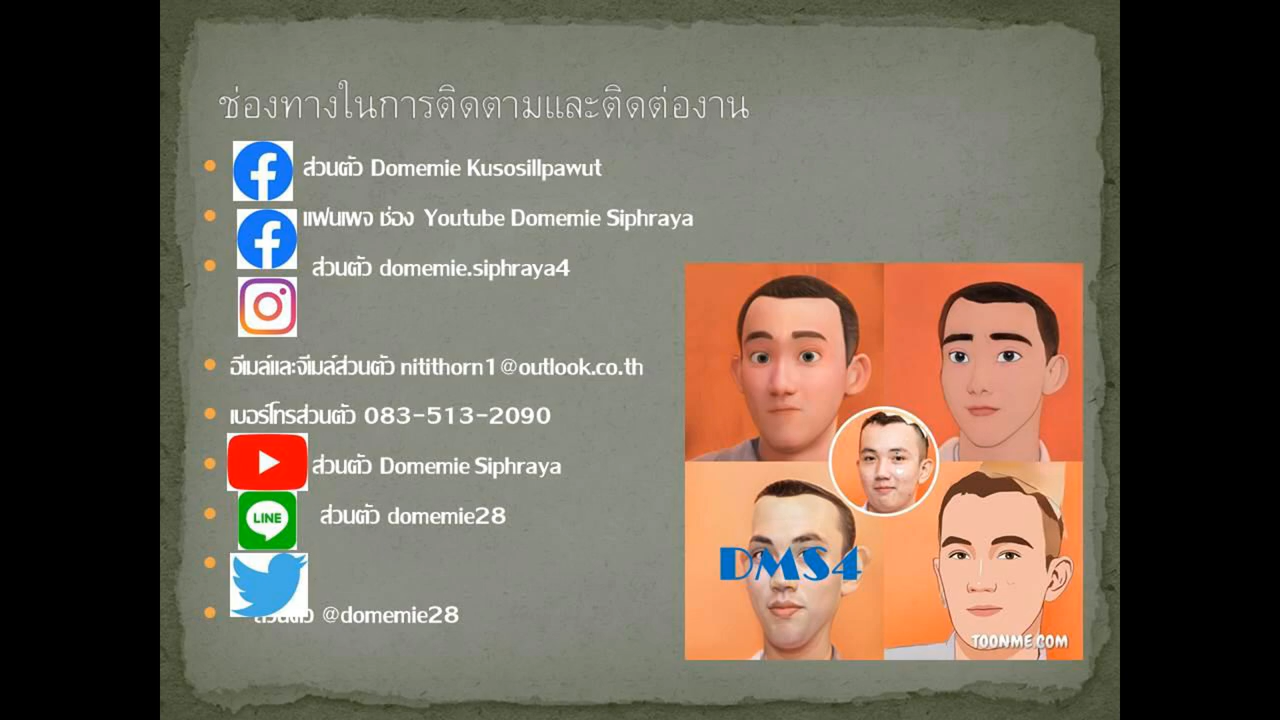 ช่องทางในการติดตามและติดต่องาน
ส่วนตัว Domemie Kusosillpawut
แฟนเพจ ช่อง Youtube Domemie Siphraya
ส่วนตัว domemie.siphraya4
อีเมล์และจีเมล์ส่วนตัว nitithorn1@outlook.co.th
เบอร์โทรส่วนตัว 083-513-2090
ส่วนตัว Domemie Siphraya
LINE ส่วนตัว domemie28
ส่วนตัว @domemie28
DMS4
TOONME.COM